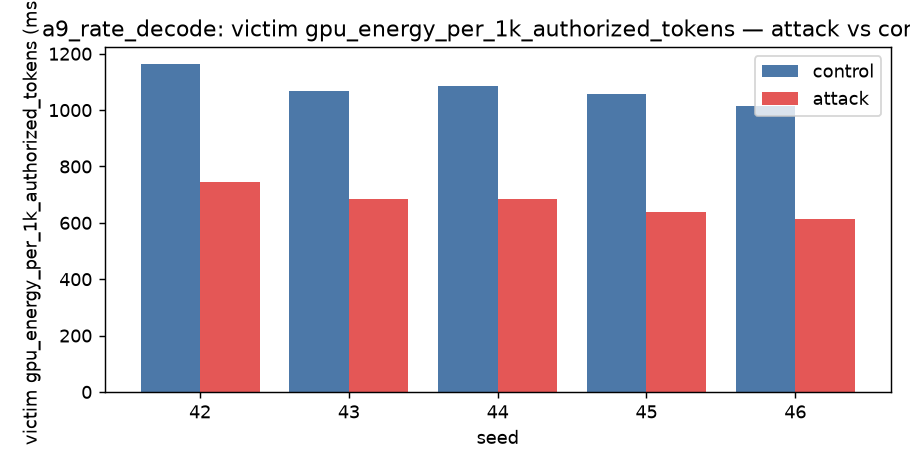 a9_rate_decode: victim gpu_energy_per_1k_authorized_tokens — attack vs cor
victim gpu_energy_per_1k_authorized_tokens (ms
1200
1000
800
600
400
200
0
control
attack
42 43 44 45 46
seed